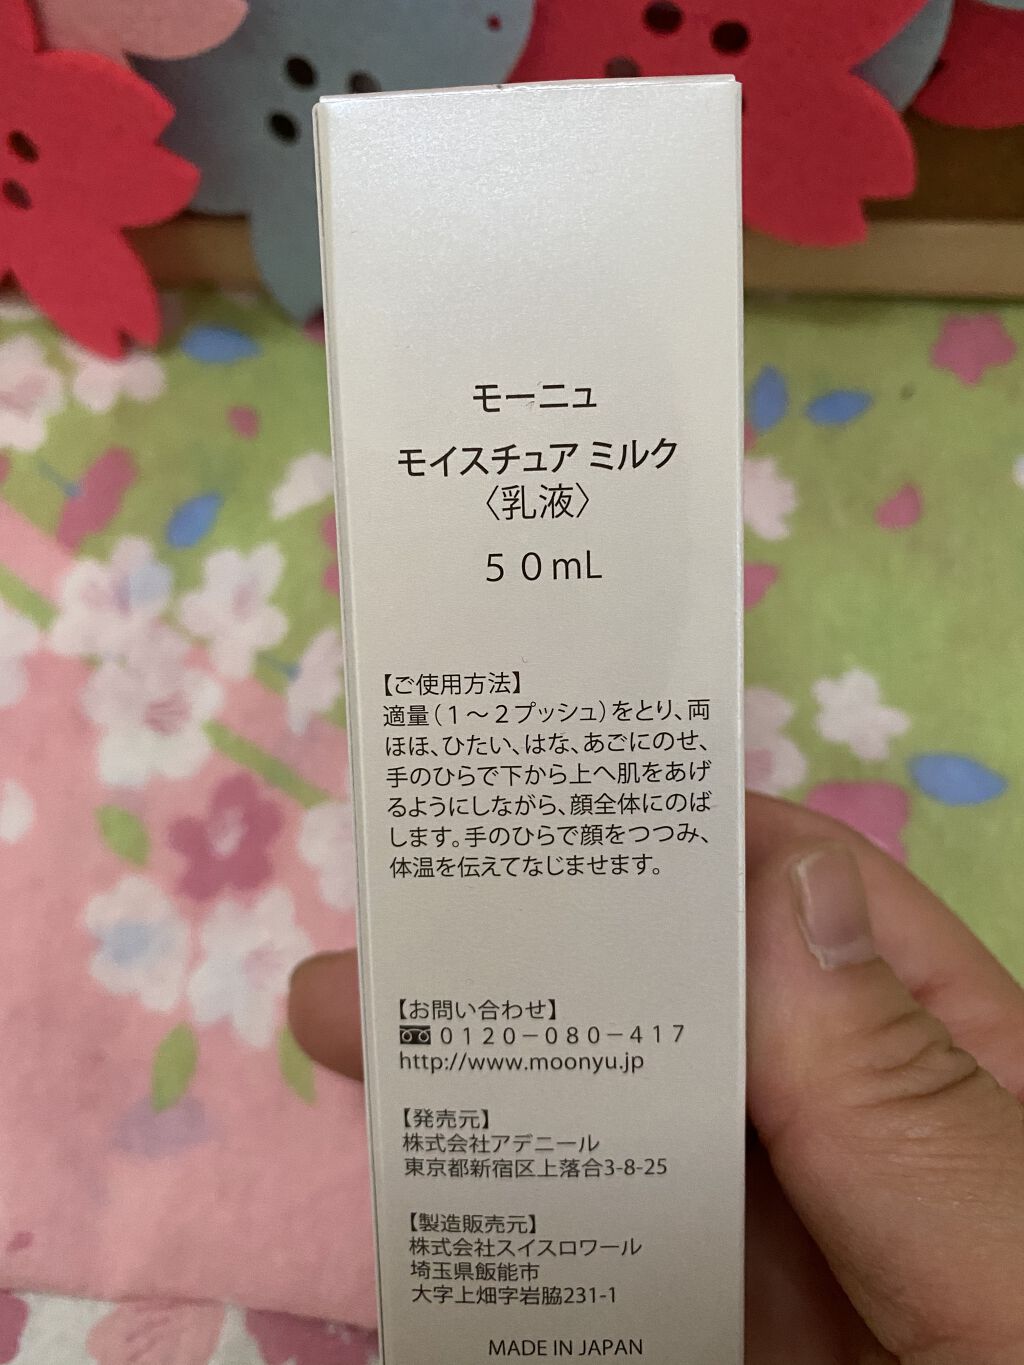 モーニュ
モイスチュア ミルク
〈乳液〉
５０mL
【ご使用方法】
適量（１～２プッシュ）をとり、両
ほほ、ひたい、はな、あごにのせ、
手のひらで下から上へ肌をあげ
るようにしながら、顔全体にのば
します。手のひらで顔をつつみ、
体温を伝えてなじませます。
【お問い合わせ】
０１２０－０８０－４１７
http://www.moonyu.jp
【発売元】
株式会社アデニール
東京都新宿区上落合3-8-25
【製造販売元】
株式会社スイスロワール
埼玉県飯能市
大字上畑字岩脇231-1
MADE IN JAPAN